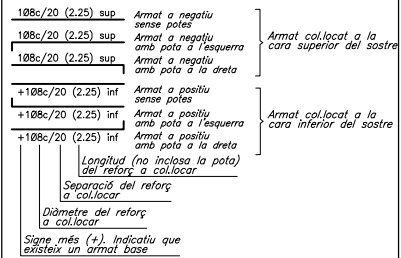 1Ø8c/20 (2.25) sup
Armat a negatiu
sense potes
1Ø8c/20 (2.25) sup
Armat a negatiu
amb pota a l'esquerra
1Ø8c/20 (2.25) sup
Armat a negatiu
amb pota a la dreta
Armat col.locat a la
cara superior del sostre
+1Ø8c/20 (2.25) inf
Armat a positiu
sense potes
+1Ø8c/20 (2.25) inf
Armat a positiu
amb pota a l'esquerra
+1Ø8c/20 (2.25) inf
Armat a positiu
amb pota a la dreta
Armat col.locat a la
cara inferior del sostre
Longitud (no inclosa la pota)
del reforç a col.locar
Separació del reforç
a col.locar
Diàmetre del reforç
a col.locar
Signe més (+). Indicatiu que
existeix un armat base